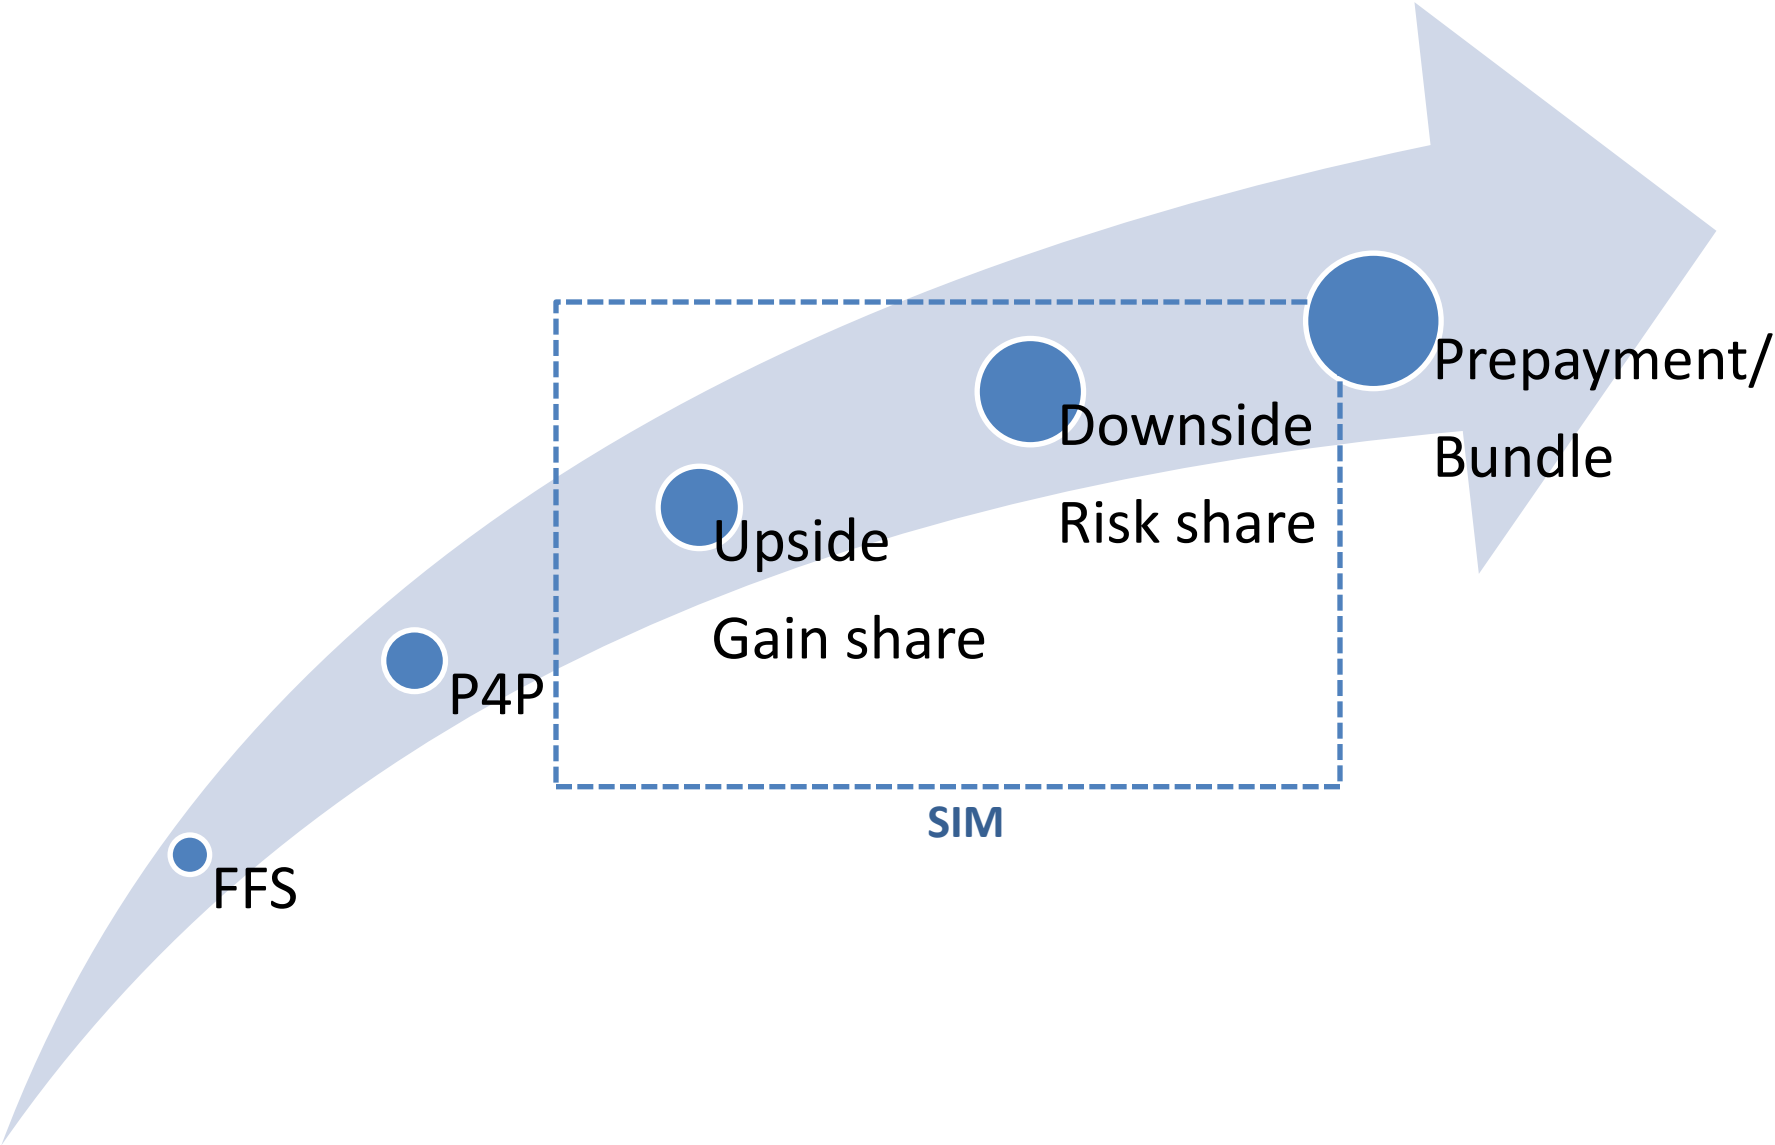 FFS
P4P
Upside
Gain share
Downside
Risk share
Prepayment/
Bundle
SIM